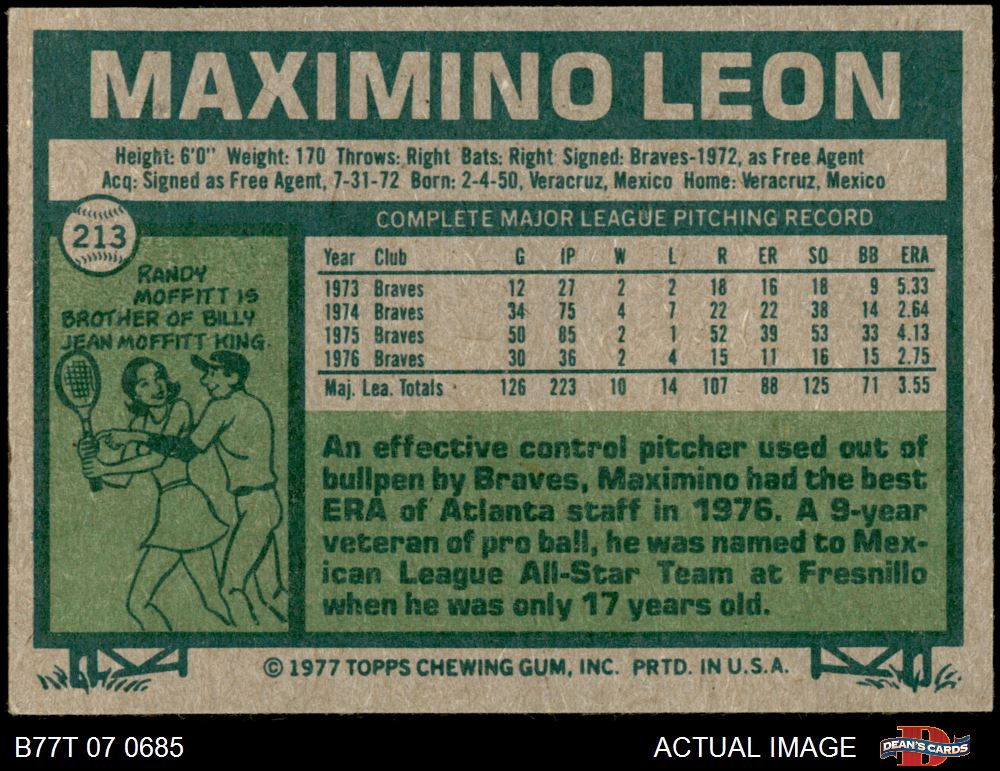 MAXIMINO LEON
Height: 6'0" Weight: 170 Throws: Right Bats: Right Signed: Braves-1972, as Free Agent
Acq: Signed as Free Agent, 7-31-72 Born: 2-4-50, Veracruz, Mexico Home: Veracruz, Mexico
213
RANDY
MOFFITT IS
BROTHER OF BILLY
JEAN MOFFITT KING.
COMPLETE MAJOR LEAGUE PITCHING RECORD
Year Club G IP W L R ER SO BB ERA
1973 Braves 12 27 2 2 18 16 18 9 5.33
1974 Braves 34 75 4 7 22 22 38 14 2.64
1975 Braves 50 85 2 1 52 39 53 33 4.13
1976 Braves 30 36 2 4 15 11 16 15 2.75
Maj. Lea. Totals 126 223 10 14 107 88 125 71 3.55
An effective control pitcher used out of
bullpen by Braves, Maximino had the best
ERA of Atlanta staff in 1976. A 9-year
veteran of pro ball, he was named to Mex-
ican League All-Star Team at Fresnillo
when he was only 17 years old.
© 1977 TOPPS CHEWING GUM, INC. PRTD. IN U.S.A.
B77T 07 0685
ACTUAL IMAGE
DEAN'S CARDS